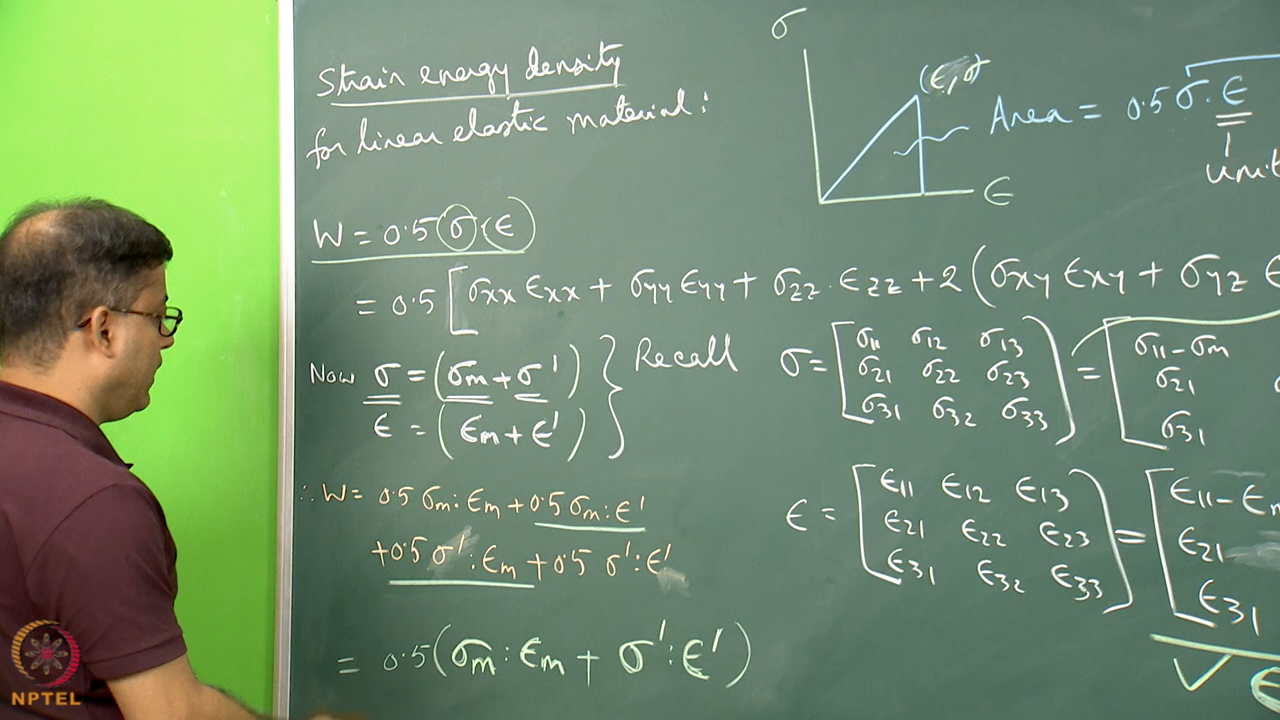 Strain energy density
for linear elastic material:
σ
(ϵ, σ)
Area = 0.5 σ. ϵ
ϵ
W = 0.5 σ. ϵ
= 0.5 [ σxx ϵxx + σyy ϵyy + σzz. ϵzz + 2 ( σxy ϵxy + σyz ϵ
Now σ = (σm + σ') } Recall
ϵ = (ϵm + ϵ')
σ = [ σ11 σ12 σ13 ] = [ σ11-σm
σ21 σ22 σ23 σ21
σ31 σ32 σ33 σ31
∴ W = 0.5 σm : ϵm + 0.5 σm : ϵ'
+ 0.5 σ' : ϵm + 0.5 σ' : ϵ'
= 0.5 (σm : ϵm + σ' : ϵ')
ϵ = [ ϵ11 ϵ12 ϵ13 ] = [ ϵ11-ϵm
ϵ21 ϵ22 ϵ23 ϵ21
ϵ31 ϵ32 ϵ33 ϵ31
✓ ϵ
NPTEL